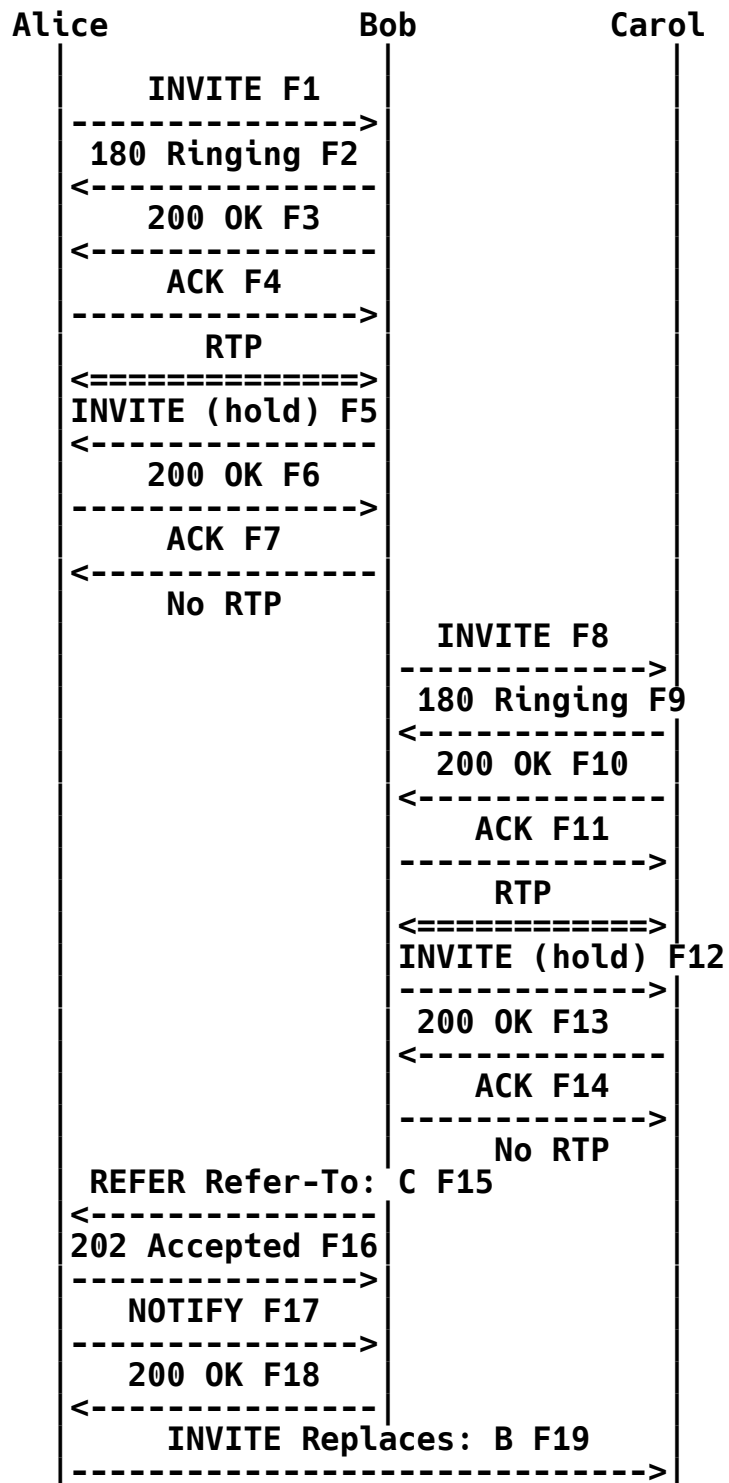 Alice Bob Carol
INVITE F1
--------------->
180 Ringing F2
<---------------
200 OK F3
<---------------
ACK F4
--------------->
RTP
<==============>
INVITE (hold) F5
<---------------
200 OK F6
--------------->
ACK F7
<---------------
No RTP
INVITE F8
------------->
180 Ringing F9
<-------------
200 OK F10
<-------------
ACK F11
------------->
RTP
<============>
INVITE (hold) F12
------------->
200 OK F13
<-------------
ACK F14
------------->
No RTP
REFER Refer-To: C F15
<---------------
202 Accepted F16
--------------->
NOTIFY F17
--------------->
200 OK F18
<---------------
INVITE Replaces: B F19
------------------------------>